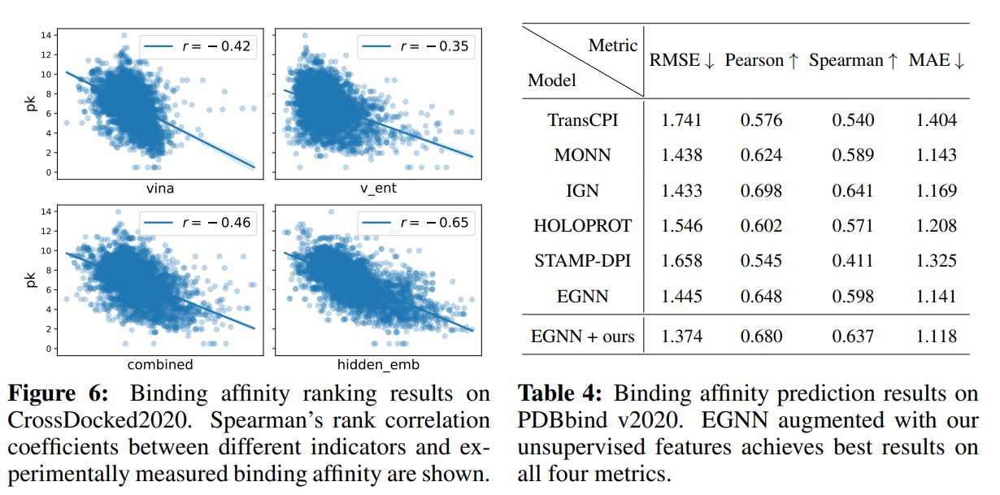 r = −0.42
r = −0.35
14
12
10
8
6
4
2
0
pk
vina
v_ent
r = −0.46
r = −0.65
14
12
10
8
6
4
2
0
pk
combined
hidden_emb
Figure 6: Binding affinity ranking results on
CrossDocked2020. Spearman's rank correlation
coefficients between different indicators and ex-
perimentally measured binding affinity are shown.
Metric
Model
RMSE ↓ Pearson ↑ Spearman ↑ MAE ↓
TransCPI 1.741 0.576 0.540 1.404
MONN 1.438 0.624 0.589 1.143
IGN 1.433 0.698 0.641 1.169
HOLOPROT 1.546 0.602 0.571 1.208
STAMP-DPI 1.658 0.545 0.411 1.325
EGNN 1.445 0.648 0.598 1.141
EGNN + ours 1.374 0.680 0.637 1.118
Table 4: Binding affinity prediction results on
PDBbind v2020. EGNN augmented with our
unsupervised features achieves best results on
all four metrics.